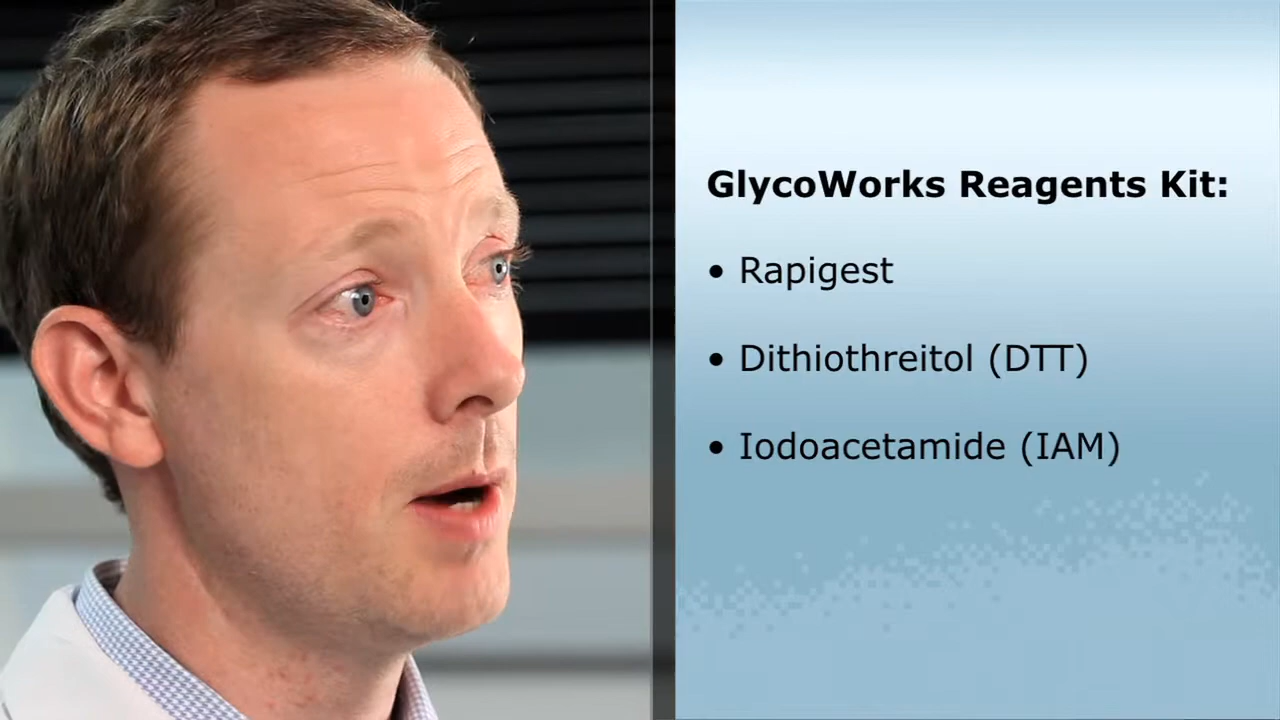 GlycoWorks Reagents Kit:
• Rapigest
• Dithiothreitol (DTT)
• Iodoacetamide (IAM)